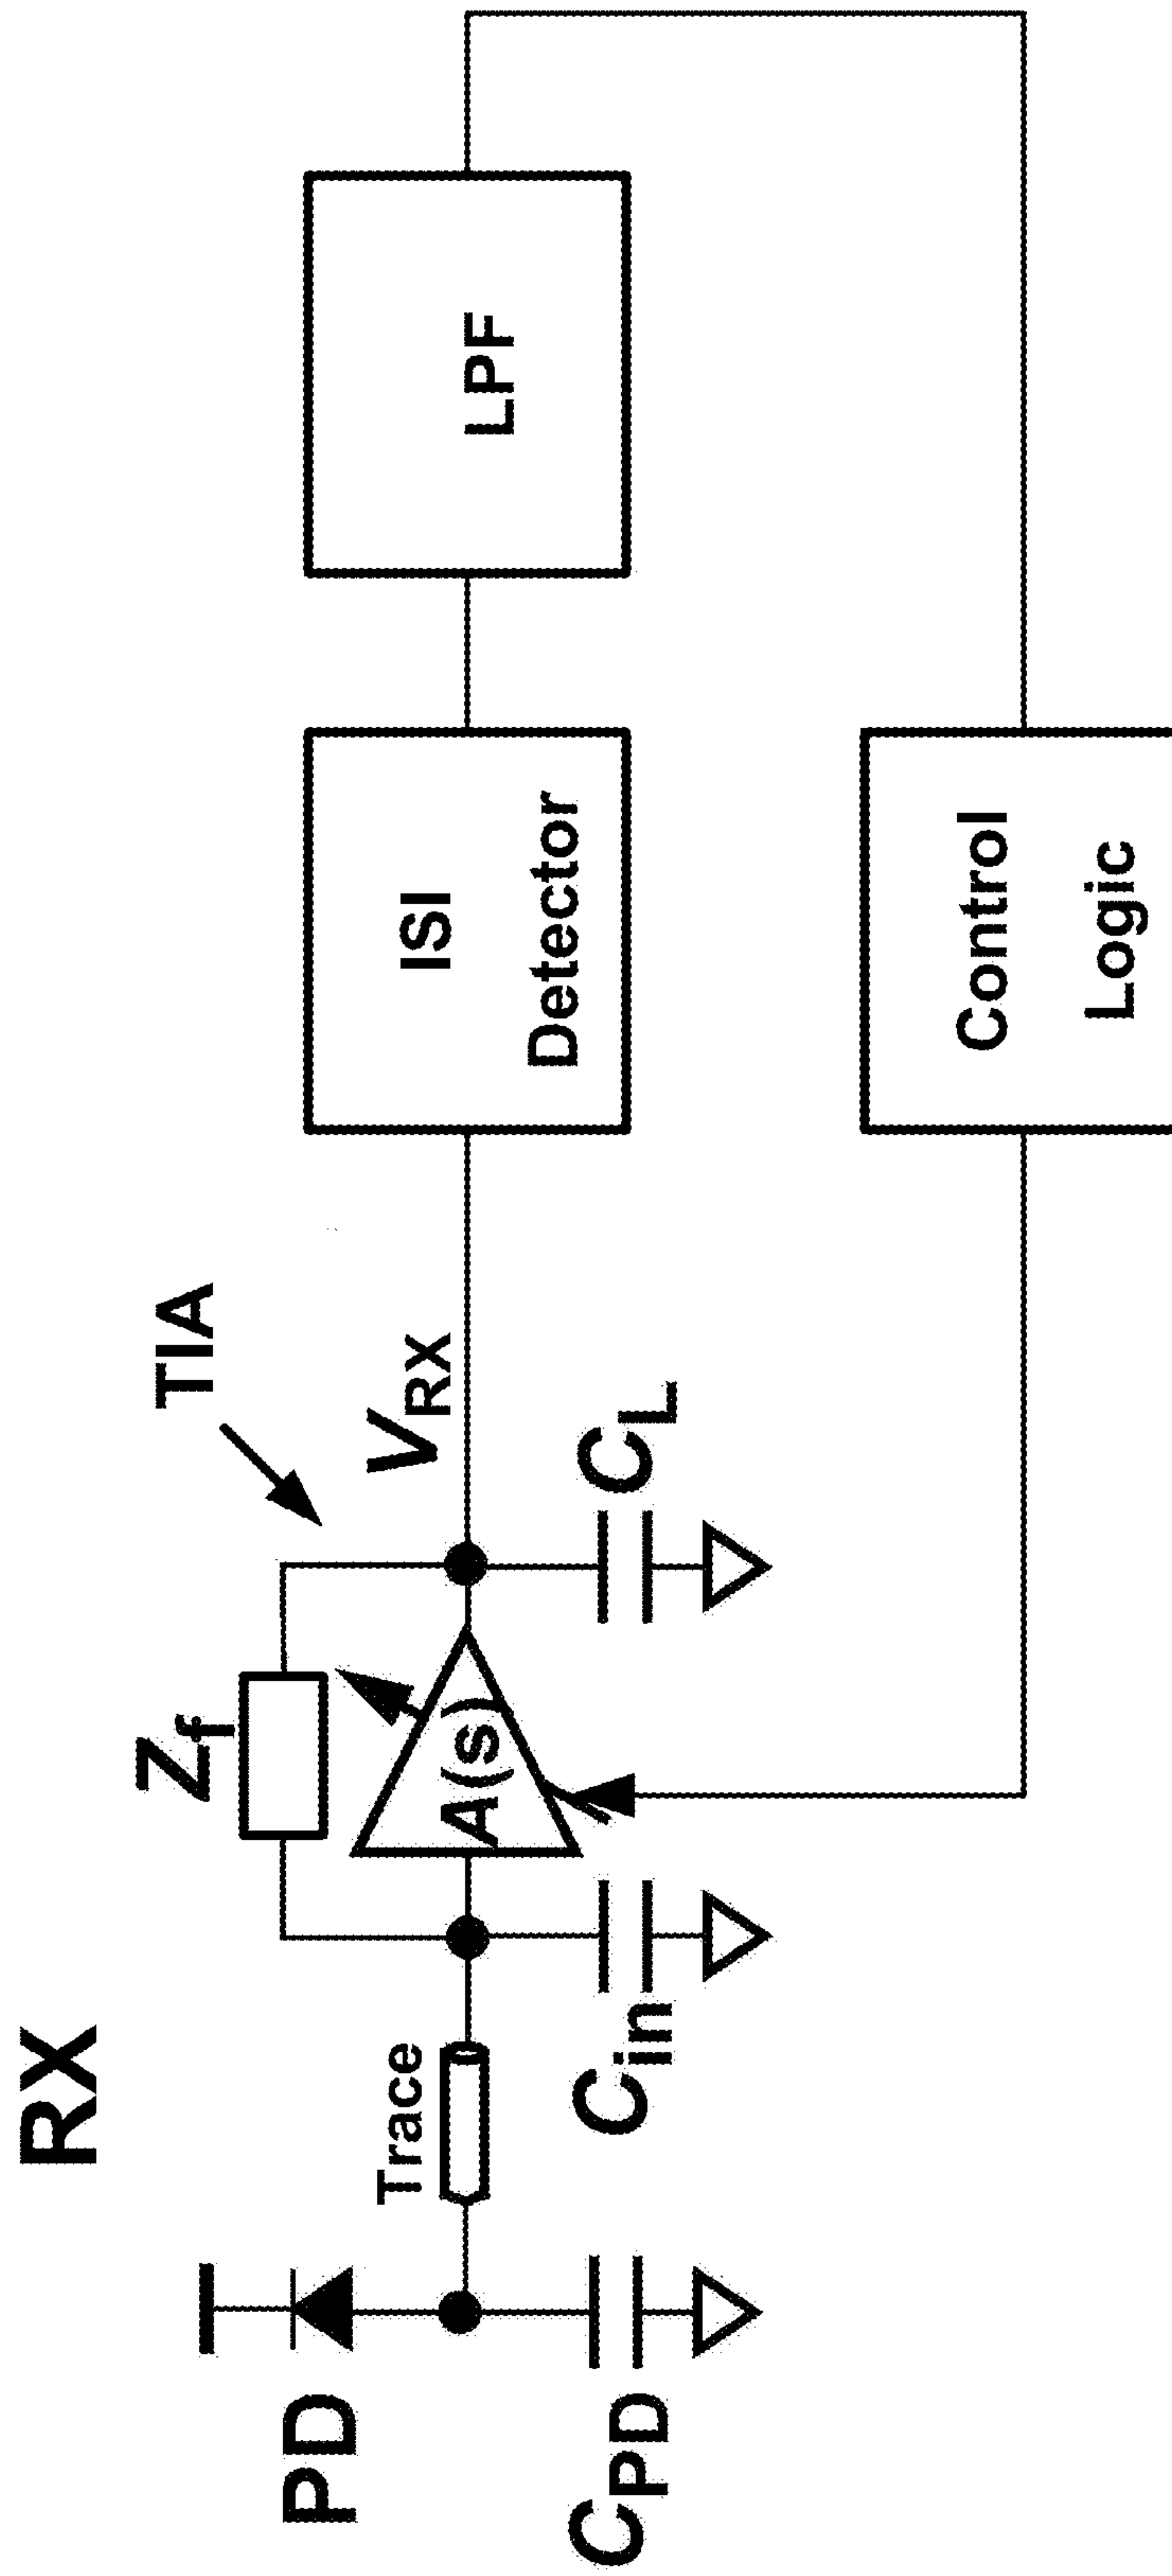 RX
TIA
PD
Zf
Trace
A(s)
VRX
ISI
Detector
LPF
CPD
Cin
CL
Control
Logic